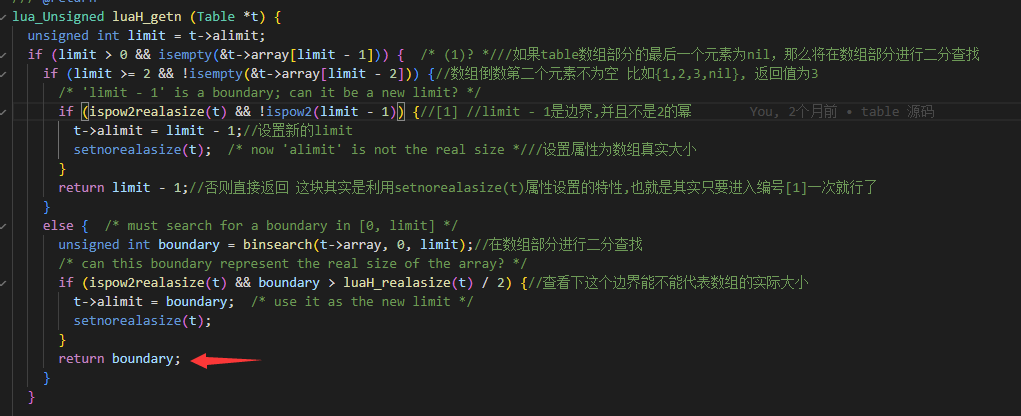 lua_Unsigned luaH_getn (Table *t) {
unsigned int limit = t->alimit;
if (limit > 0 && isempty(&t->array[limit - 1])) {  /* (1)? *///如果table数组部分的最后一个元素为nil，那么将在数组部分进行二分查找
if (limit >= 2 && !isempty(&t->array[limit - 2])) {//数组倒数第二个元素不为空 比如{1,2,3,nil}, 返回值为3
/* 'limit - 1' is a boundary; can it be a new limit? */
if (ispow2realasize(t) && !ispow2(limit - 1)) {//[1] //limit - 1是边界,并且不是2的幂 You, 2个月前 • table 源码
t->alimit = limit - 1;//设置新的limit
setnorealasize(t);  /* now 'alimit' is not the real size *///设置属性为数组真实大小
}
return limit - 1;//否则直接返回 这块其实是利用setnorealasize(t)属性设置的特性,也就是其实只要进入编号[1]一次就行了
}
else {  /* must search for a boundary in [0, limit] */
unsigned int boundary = binsearch(t->array, 0, limit);//在数组部分进行二分查找
/* can this boundary represent the real size of the array? */
if (ispow2realasize(t) && boundary > luaH_realasize(t) / 2) {//查看下这个边界能不能代表数组的实际大小
t->alimit = boundary;  /* use it as the new limit */
setnorealasize(t);
}
return boundary;
}
}